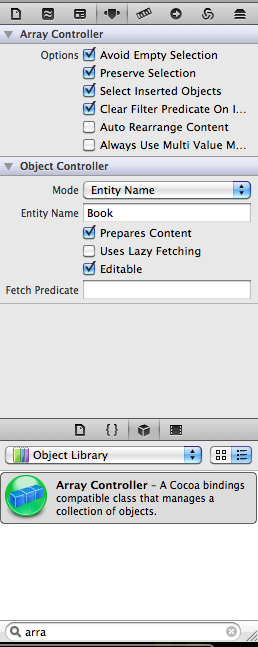 Array Controller
Options Avoid Empty Selection
Preserve Selection
Select Inserted Objects
Clear Filter Predicate On I...
Auto Rearrange Content
Always Use Multi Value M...
Object Controller
Mode Entity Name
Entity Name Book
Prepares Content
Uses Lazy Fetching
Editable
Fetch Predicate
{ }
Object Library
Array Controller – A Cocoa bindings
compatible class that manages a
collection of objects.
arra